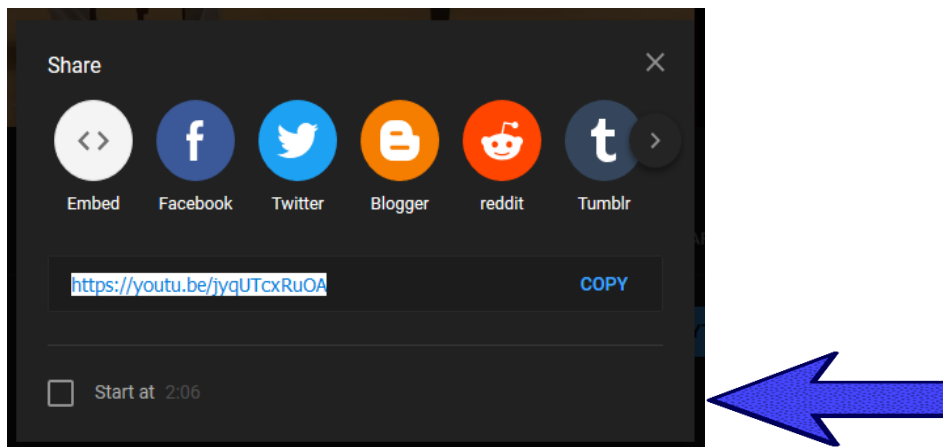 Share
Embed Facebook Twitter Blogger reddit Tumblr
https://youtu.be/jyqUTcxRuOA COPY
Start at 2:06